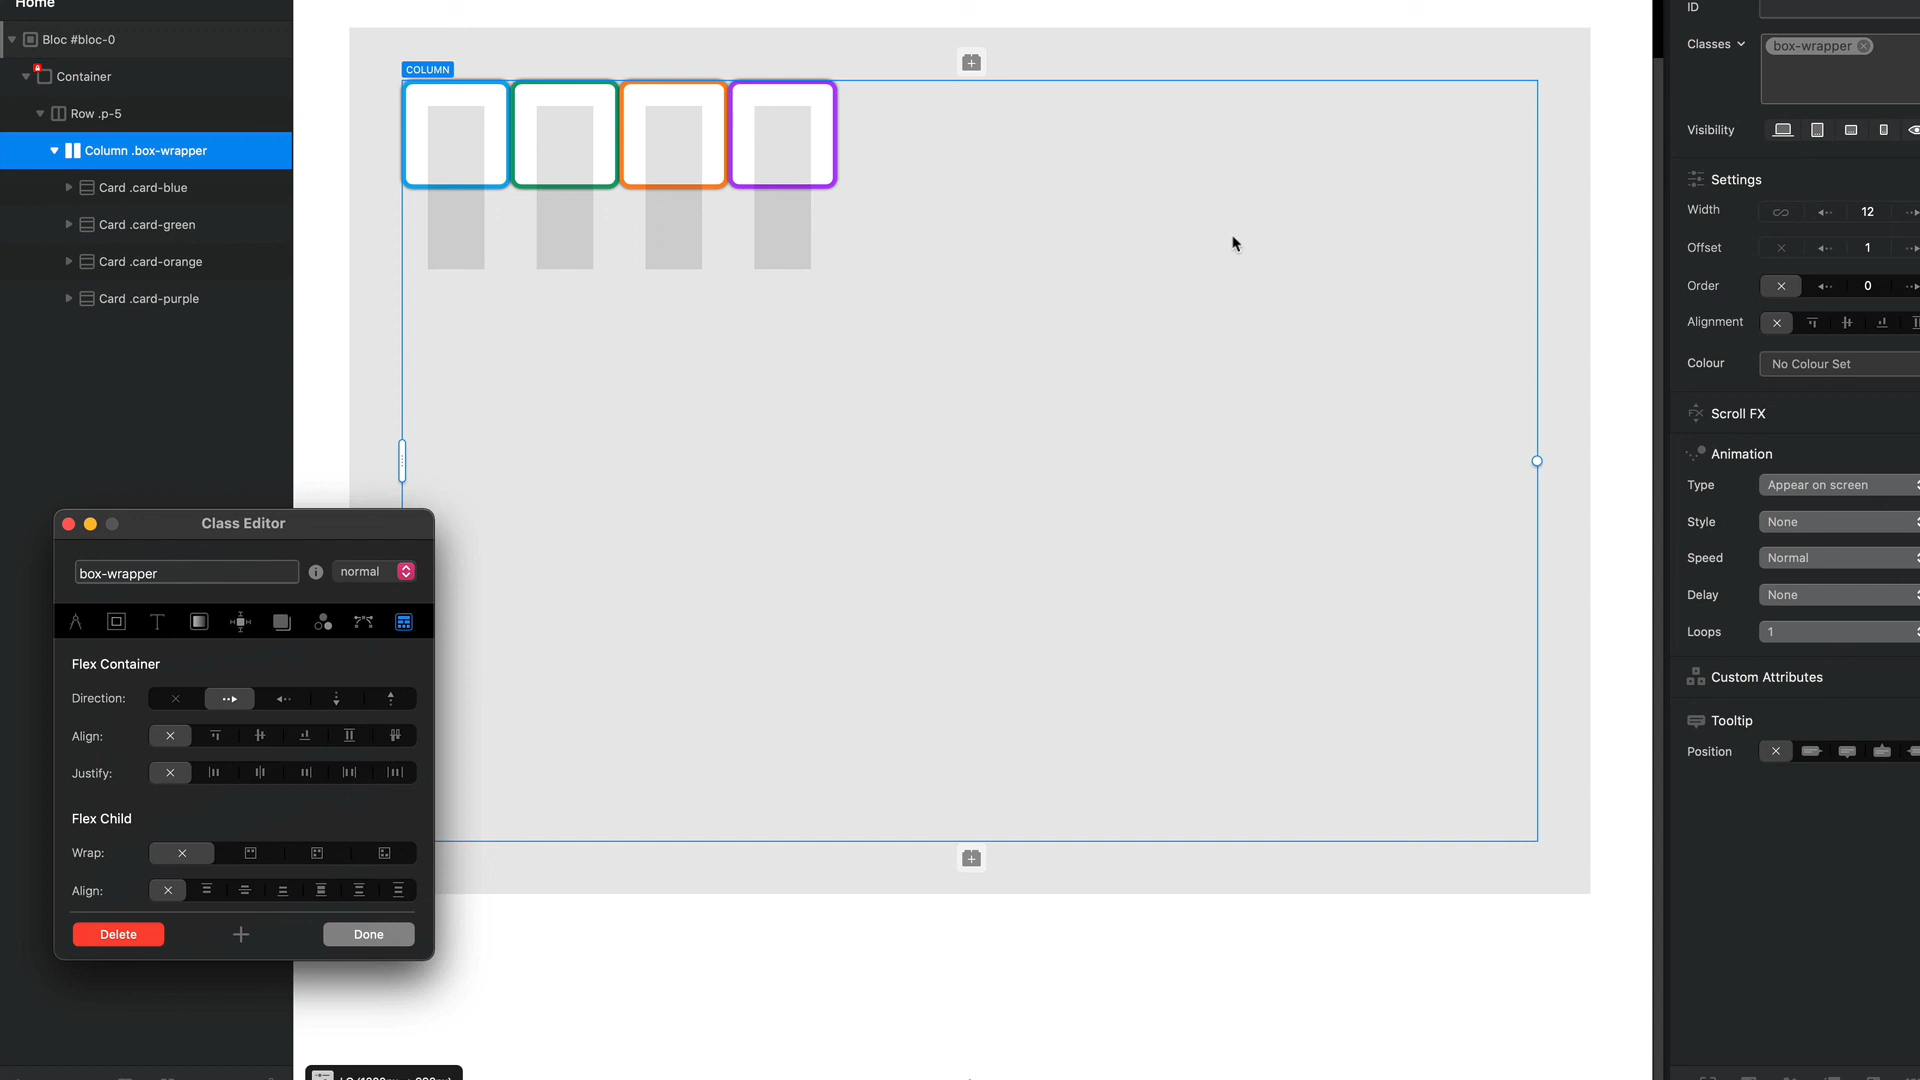 Home
Bloc #bloc-0
Container
Row .p-5
Column .box-wrapper
Card .card-blue
Card .card-green
Card .card-orange
Card .card-purple
COLUMN
Class Editor
box-wrapper
normal
Flex Container
Direction:
Align:
Justify:
Flex Child
Wrap:
Align:
Delete
Done
ID
Classes
box-wrapper
Visibility
Settings
Width
12
Offset
1
Order
0
Alignment
Colour
No Colour Set
Scroll FX
Animation
Type
Appear on screen
Style
None
Speed
Normal
Delay
None
Loops
1
Custom Attributes
Tooltip
Position